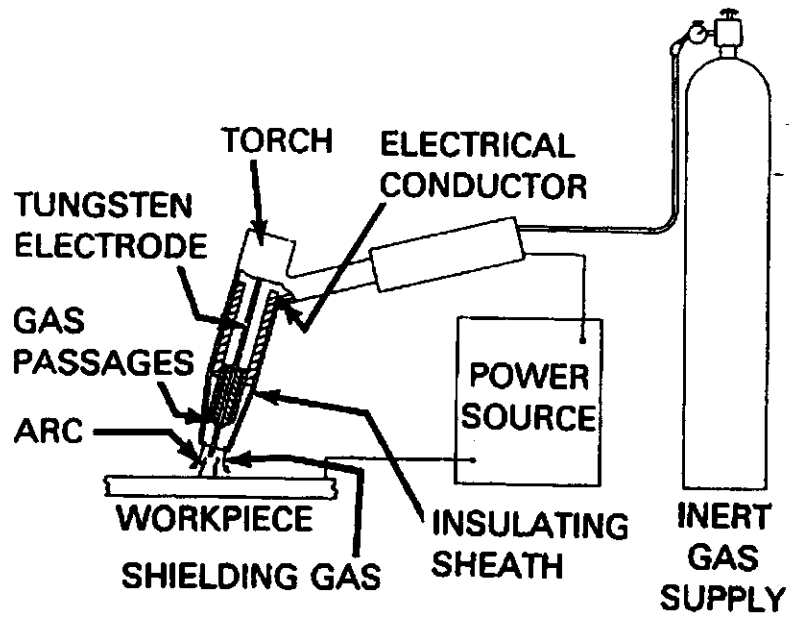 TORCH
ELECTRICAL
CONDUCTOR
TUNGSTEN
ELECTRODE
GAS
PASSAGES
ARC
POWER
SOURCE
WORKPIECE
SHIELDING GAS
INSULATING
SHEATH
INERT
GAS
SUPPLY